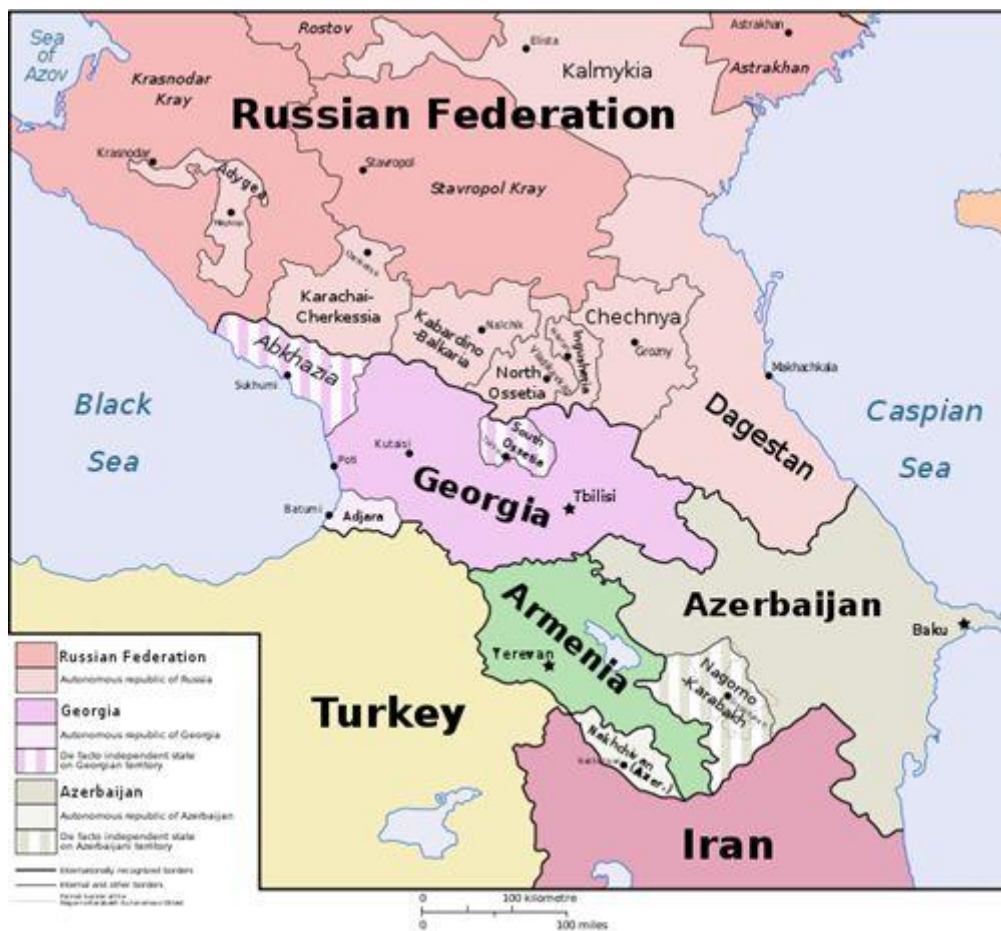 Sea
of
Azov
Rostov
Krasnodar
Kray
Elista
Kalmykia
Astrakhan
Astrakhan
Russian Federation
Krasnodar
Adygea
Stavropol
Stavropol Kray
Karachai-
Cherkessia
Kabardino
-Balkaria
Nalchik
North
Ossetia
Ingushetia
Chechnya
Grozny
Makhachkala
Dagestan
Abkhazia
Sukhumi
Black
Sea
Caspian
Sea
Kutaisi
Poti
South
Ossetia
Georgia
Tbilisi
Batumi
Adjara
Armenia
Yerevan
Azerbaijan
Baku
Nagorno
-Karabakh
Turkey
Nakhchivan
(Azer.)
Iran
Russian Federation
Autonomous republic of Russia
Georgia
Autonomous republic of Georgia
De facto independent state
on Georgian territory
Azerbaijan
Autonomous republic of Azerbaijan
De facto independent state
on Azerbaijani territory
Internationally recognized borders
Internal and other borders
0 100 kilometre
0 100 miles